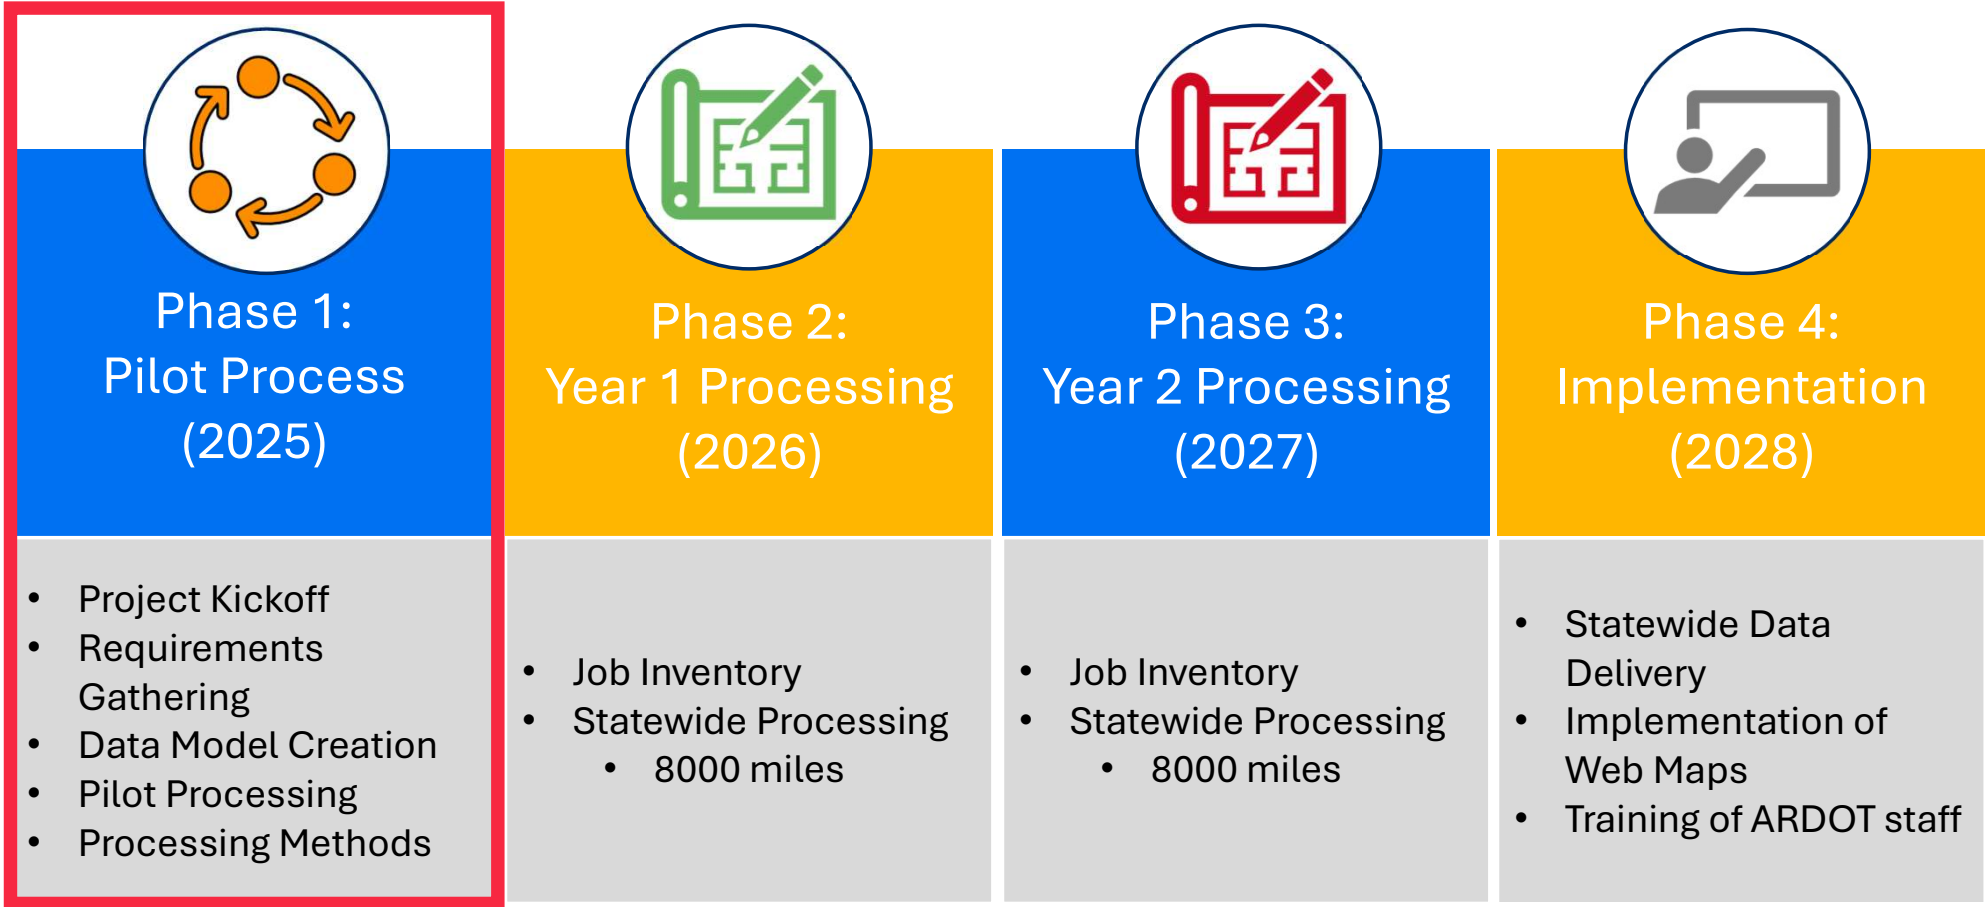 Phase 1:
Pilot Process
(2025)
• Project Kickoff
• Requirements
Gathering
• Data Model Creation
• Pilot Processing
• Processing Methods
Phase 2:
Year 1 Processing
(2026)
• Job Inventory
• Statewide Processing
• 8000 miles
Phase 3:
Year 2 Processing
(2027)
• Job Inventory
• Statewide Processing
• 8000 miles
Phase 4:
Implementation
(2028)
• Statewide Data
Delivery
• Implementation of
Web Maps
• Training of ARDOT staff